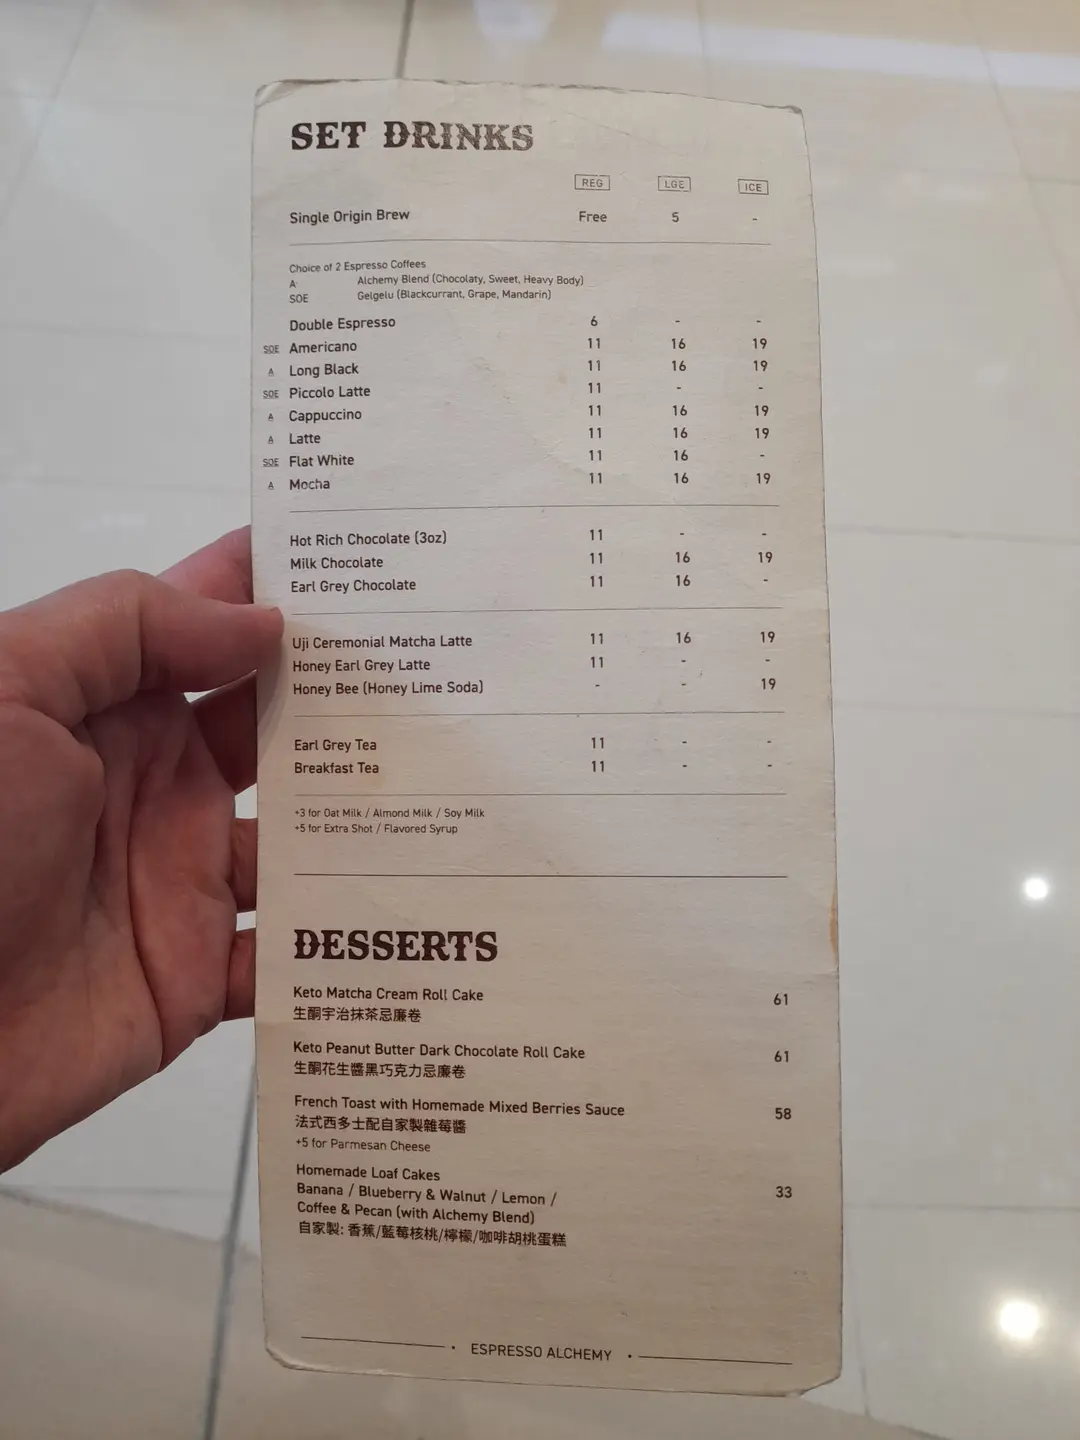 SET DRINKS
REG LGE ICE
Single Origin Brew Free 5 -
Choice of 2 Espresso Coffees
A Alchemy Blend (Chocolaty, Sweet, Heavy Body)
SOE Gelgelu (Blackcurrant, Grape, Mandarin)
Double Espresso 6 - -
SOE Americano 11 16 19
A Long Black 11 16 19
SOE Piccolo Latte 11 - -
A Cappuccino 11 16 19
A Latte 11 16 19
SOE Flat White 11 16 -
A Mocha 11 16 19
Hot Rich Chocolate (3oz) 11 - -
Milk Chocolate 11 16 19
Earl Grey Chocolate 11 16 -
Uji Ceremonial Matcha Latte 11 16 19
Honey Earl Grey Latte 11 - -
Honey Bee (Honey Lime Soda) - - 19
Earl Grey Tea 11 - -
Breakfast Tea 11 - -
+3 for Oat Milk / Almond Milk / Soy Milk
+5 for Extra Shot / Flavored Syrup
DESSERTS
Keto Matcha Cream Roll Cake 61
生酮宇治抹茶忌廉卷
Keto Peanut Butter Dark Chocolate Roll Cake 61
生酮花生醬黑巧克力忌廉卷
French Toast with Homemade Mixed Berries Sauce 58
法式西多士配自家製雜莓醬
+5 for Parmesan Cheese
Homemade Loaf Cakes
Banana / Blueberry & Walnut / Lemon / 33
Coffee & Pecan (with Alchemy Blend)
自家製: 香蕉/藍莓核桃/檸檬/咖啡胡桃蛋糕
• ESPRESSO ALCHEMY •